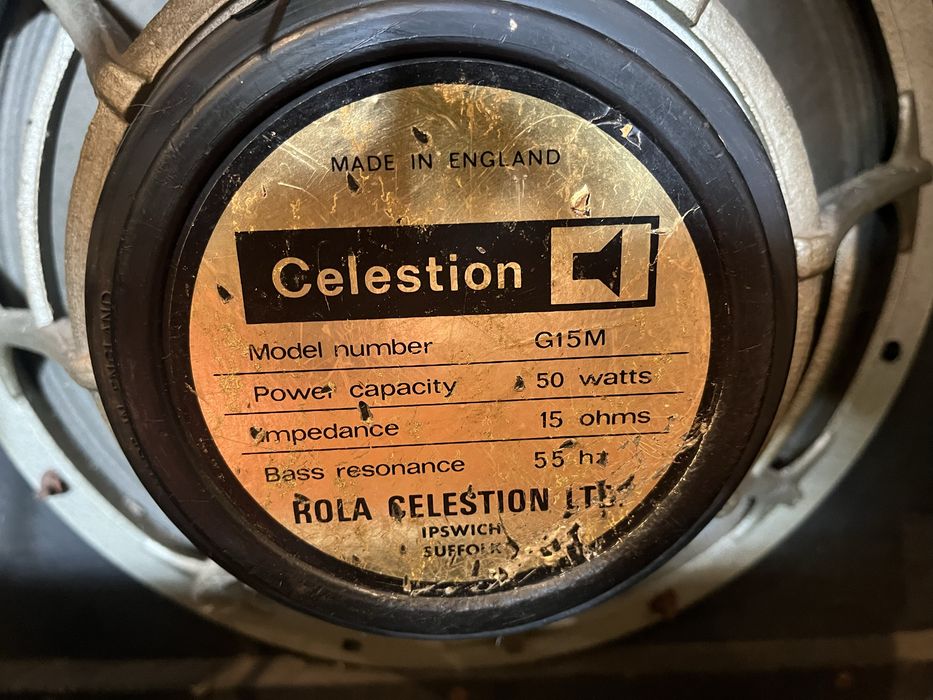 MADE IN ENGLAND
Celestion
Model number G15M
Power capacity 50 watts
Impedance 15 ohms
Bass resonance 55 hz
ROLA CELESTION LTD.
IPSWICH
SUFFOLK
ENGLAND